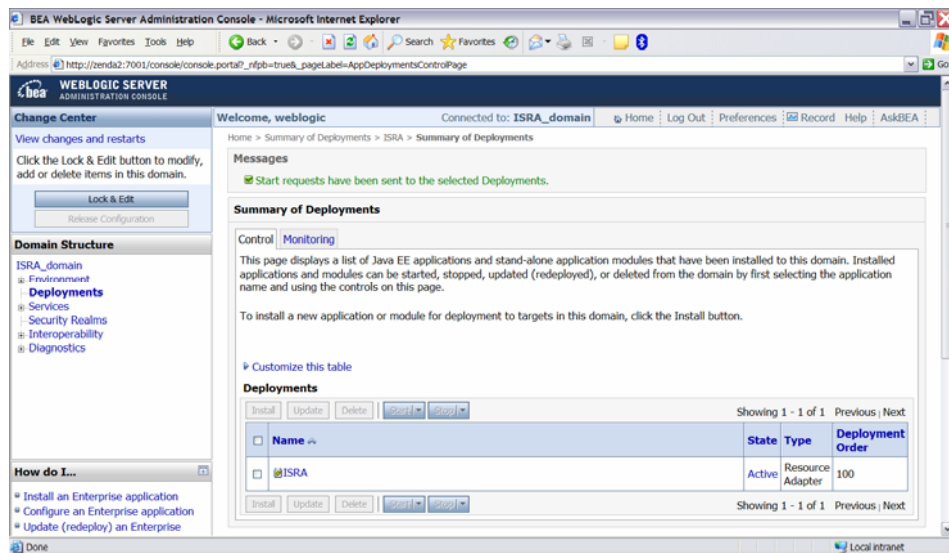 BEA WebLogic Server Administration Console - Microsoft Internet Explorer
File Edit View Favorites Tools Help
Back Search Favorites
Address http://zenda2:7001/console/console.portal?_nfpb=true&_pageLabel=AppDeploymentsControlPage Go
bea WEBLOGIC SERVER
ADMINISTRATION CONSOLE
Change Center
View changes and restarts
Click the Lock & Edit button to modify,
add or delete items in this domain.
Lock & Edit
Release Configuration
Domain Structure
ISRA_domain
Environment
Deployments
Services
Security Realms
Interoperability
Diagnostics
How do I...
Install an Enterprise application
Configure an Enterprise application
Update (redeploy) an Enterprise
Welcome, weblogic Connected to: ISRA_domain Home Log Out Preferences Record Help AskBEA
Home > Summary of Deployments > ISRA > Summary of Deployments
Messages
Start requests have been sent to the selected Deployments.
Summary of Deployments
Control Monitoring
This page displays a list of Java EE applications and stand-alone application modules that have been installed to this domain. Installed
applications and modules can be started, stopped, updated (redeployed), or deleted from the domain by first selecting the application
name and using the controls on this page.
To install a new application or module for deployment to targets in this domain, click the Install button.
Customize this table
Deployments
Install Update Delete Start Stop Showing 1 - 1 of 1 Previous | Next
Name State Type Deployment
Order
ISRA Active Resource
Adapter 100
Install Update Delete Start Stop Showing 1 - 1 of 1 Previous | Next
Done Local intranet